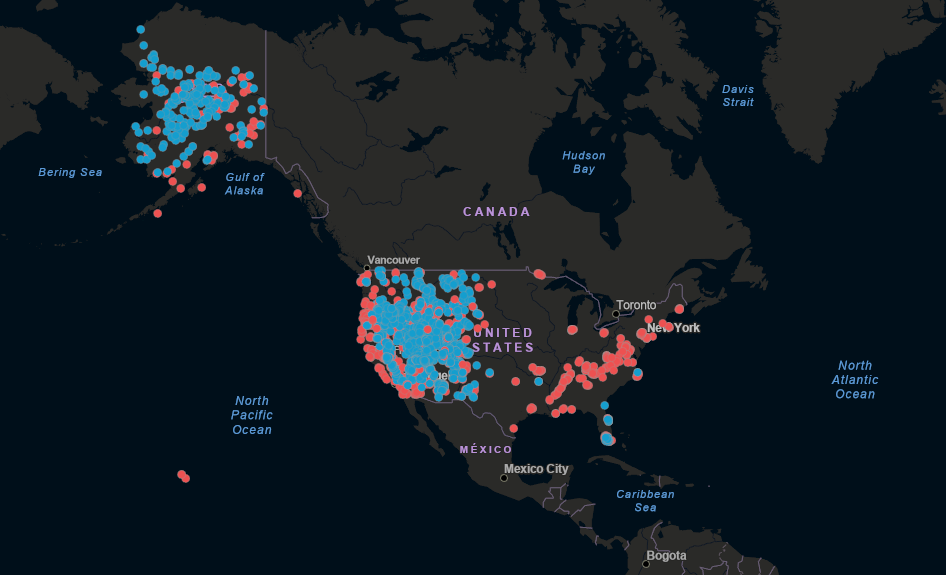 Davis
Strait
Hudson
Bay
Bering Sea
Gulf of
Alaska
CANADA
Vancouver
Toronto
New York
UNITED
STATES
North
Pacific
Ocean
North
Atlantic
Ocean
MÉXICO
Mexico City
Caribbean
Sea
Bogota